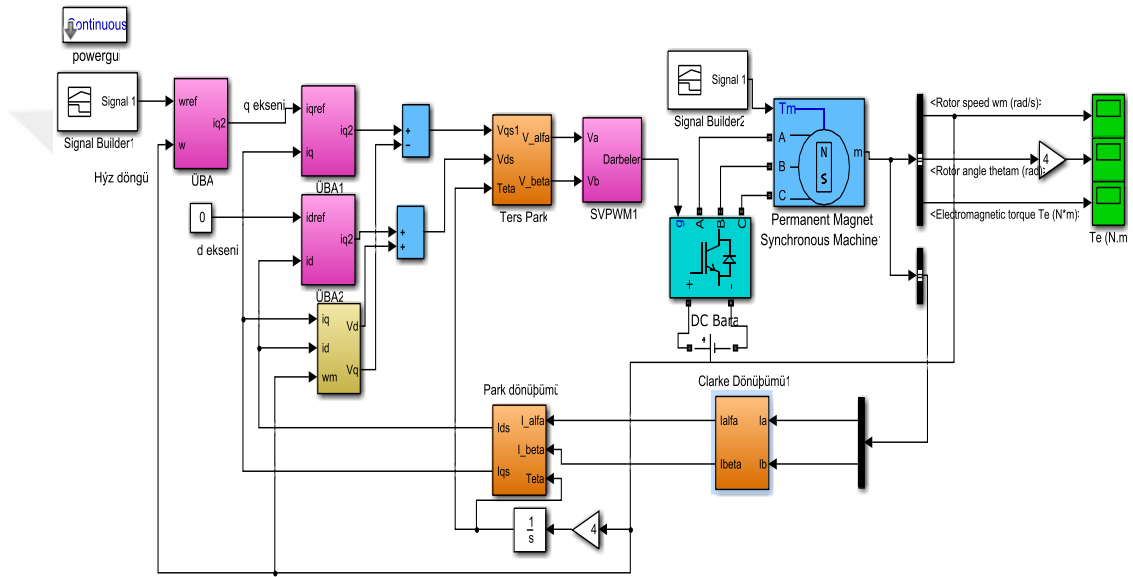 Continuous
powergui
Signal 1
Signal Builder1
wref
w
iq2
ÜBA
Hýz döngü
q ekseni
iqref
iq
iq2
ÜBA1
+
-
0
d ekseni
idref
id
iq2
ÜBA2
+
+
iq
id
wm
Vd
Vq
Vqs1
Vds
Teta
V_alfa
V_beta
Ters Park
Va
Vb
Darbeler
SVPWM1
Signal 1
Signal Builder2
Tm
A
B
C
m
N
S
Permanent Magnet
Synchronous Machine1
g
A
B
C
+
-
DC Bara
+
<Rotor speed wm (rad/s)>
<Rotor angle thetam (rad)>
4
<Electromagnetic torque Te (N*m)>
Te (N.m
Park dönüþümü
Ids
Iqs
I_alfa
I_beta
Teta
Clarke Dönüþümü1
Ialfa
Ibeta
Ia
Ib
1
s
4